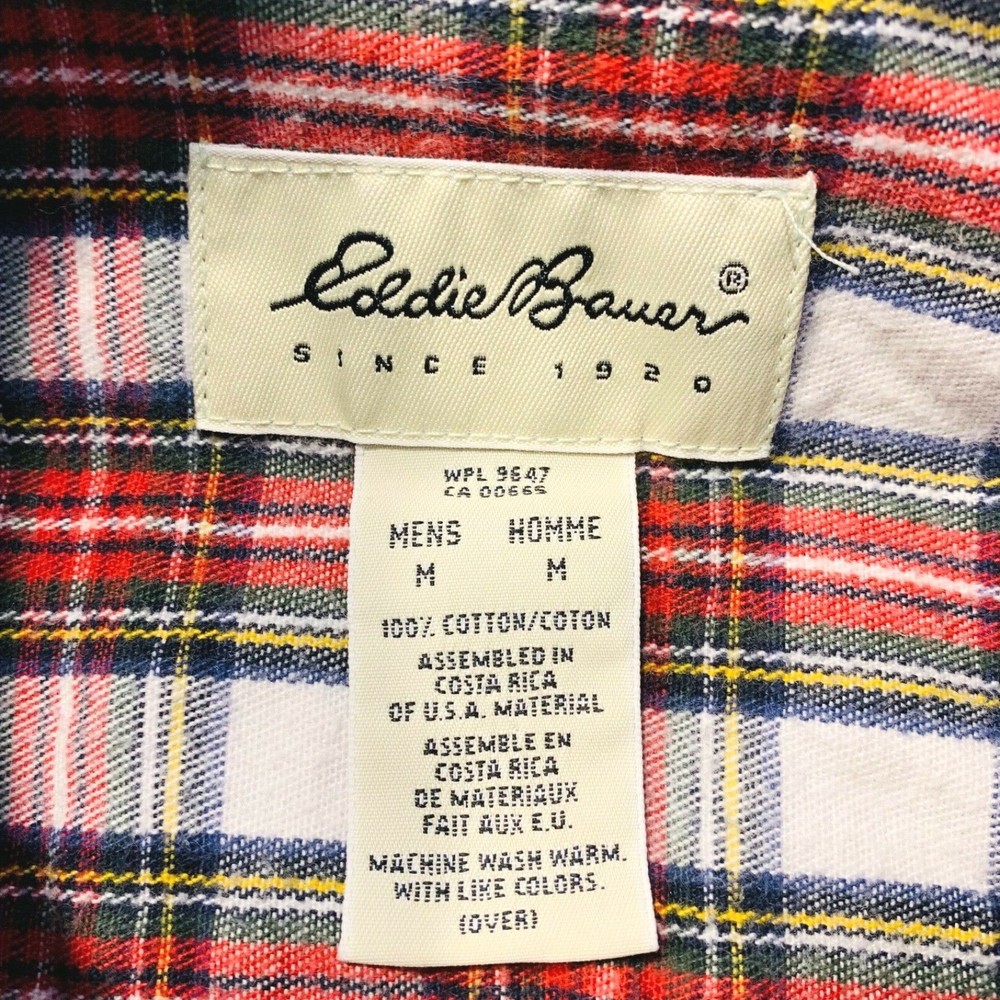 Eddie Bauer®
SINCE 1920
WPL 9647
CA 00665
MENS HOMME
M M
100% COTTON/COTON
ASSEMBLED IN
COSTA RICA
OF U.S.A. MATERIAL
ASSEMBLE EN
COSTA RICA
DE MATERIAUX
FAIT AUX E.U.
MACHINE WASH WARM.
WITH LIKE COLORS.
(OVER)